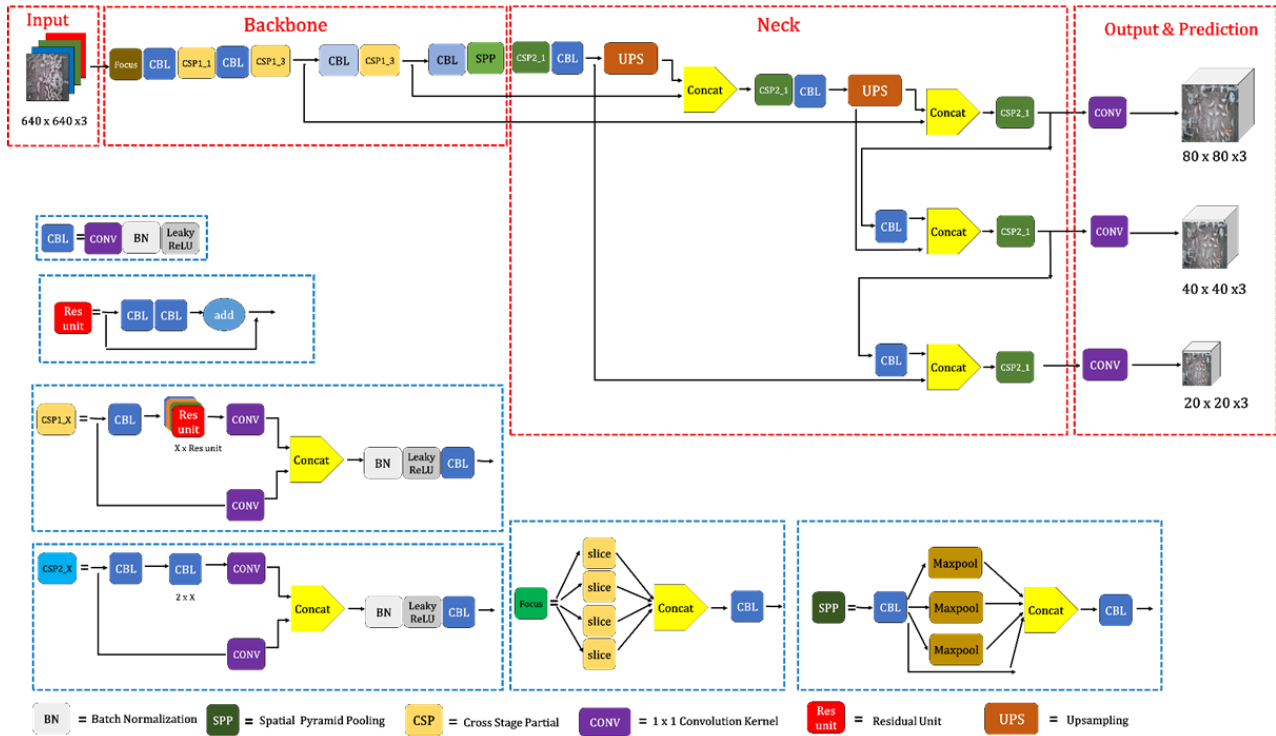 Input
Backbone
Neck
Output & Prediction
Focus
CBL
CSP1_1
CBL
CSP1_3
CBL
CSP1_3
CBL
SPP
CSP2_1
CBL
UPS
Concat
CSP2_1
CBL
UPS
Concat
CSP2_1
CONV
640 x 640 x3
80 x 80 x3
CBL
Concat
CSP2_1
CONV
40 x 40 x3
CBL
Concat
CSP2_1
CONV
20 x 20 x3
CBL
=
CONV
BN
Leaky
ReLU
Res
unit
=
CBL
CBL
add
CSP1_X
=
CBL
Res
unit
X x Res unit
CONV
CONV
Concat
BN
Leaky
ReLU
CBL
CSP2_X
=
CBL
CBL
2 x X
CONV
CONV
Concat
BN
Leaky
ReLU
CBL
Focus
=
slice
slice
slice
slice
Concat
CBL
SPP
=
CBL
Maxpool
Maxpool
Maxpool
Concat
CBL
BN
= Batch Normalization
SPP
= Spatial Pyramid Pooling
CSP
= Cross Stage Partial
CONV
= 1 x 1 Convolution Kernel
Res
unit
= Residual Unit
UPS
= Upsampling